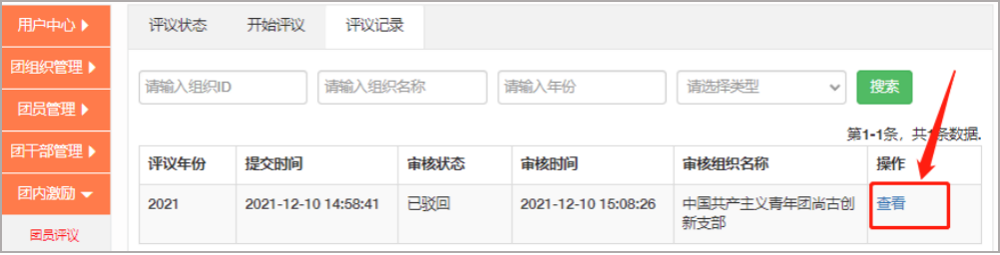 用户中心
团组织管理
团员管理
团干部管理
团内激励
团员评议
评议状态 开始评议 评议记录
请输入组织ID 请输入组织名称 请输入年份 请选择类型 搜索
第1-1条，共1条数据.
评议年份 提交时间 审核状态 审核时间 审核组织名称 操作
2021 2021-12-10 14:58:41 已驳回 2021-12-10 15:08:26 中国共产主义青年团尚古创 查看
新支部